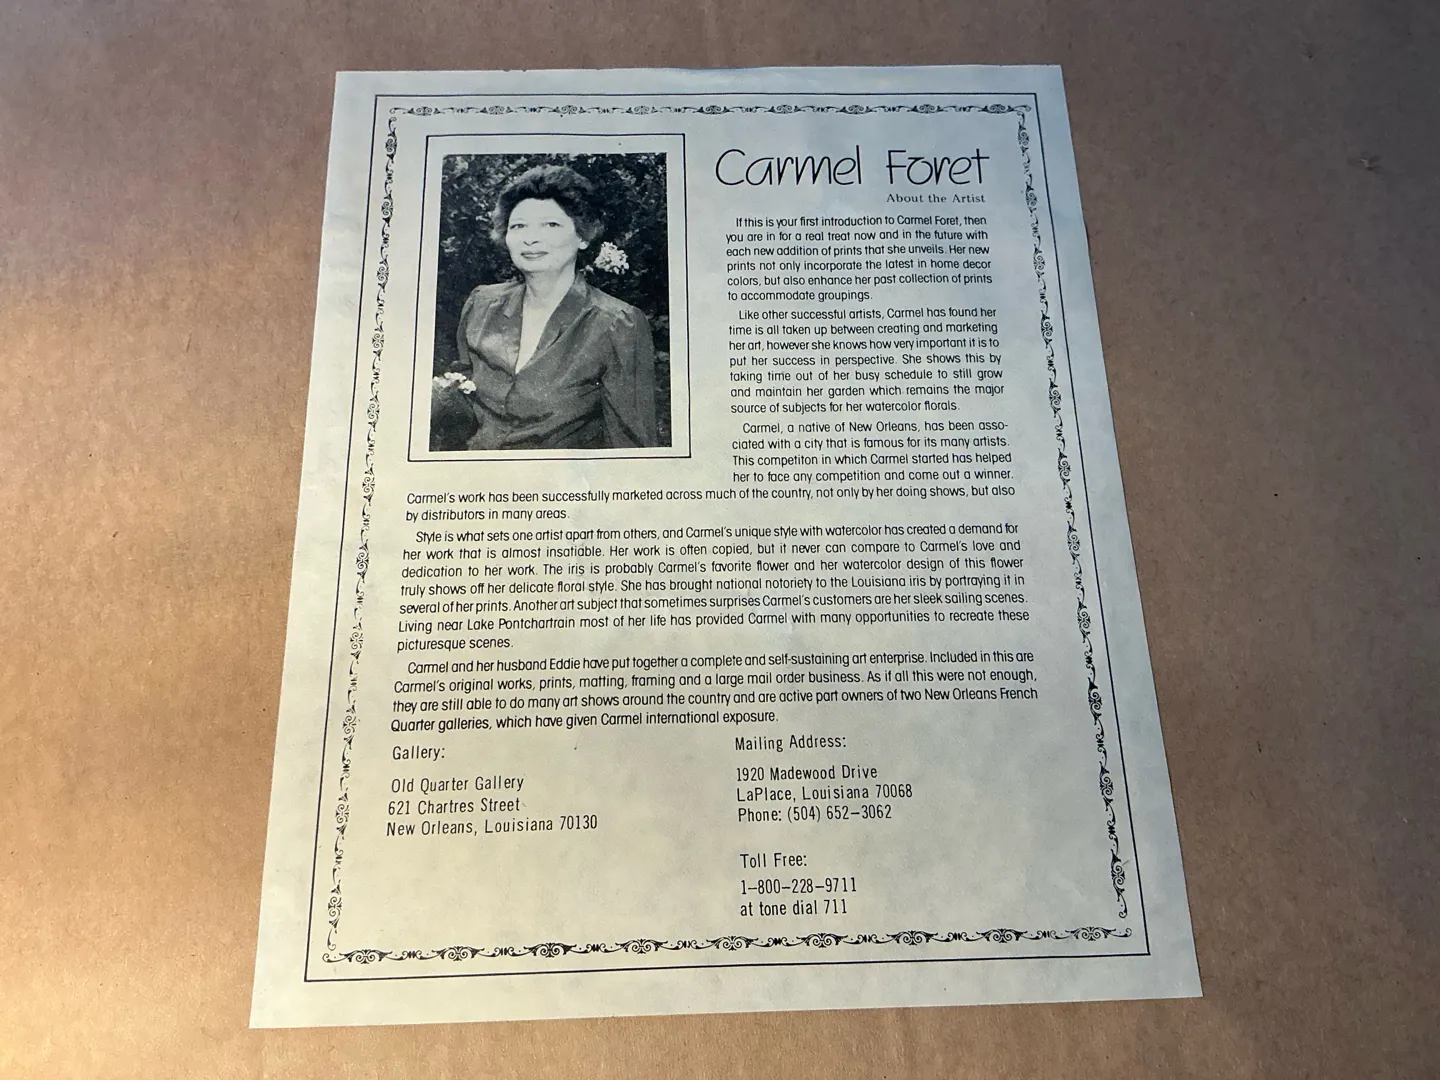 Carmel Foret
About the Artist
If this is your first introduction to Carmel Foret, then
you are in for a real treat now and in the future with
each new addition of prints that she unveils. Her new
prints not only incorporate the latest in home decor
colors, but also enhance her past collection of prints
to accommodate groupings.
Like other successful artists, Carmel has found her
time is all taken up between creating and marketing
her art, however she knows how very important it is to
put her success in perspective. She shows this by
taking time out of her busy schedule to still grow
and maintain her garden which remains the major
source of subjects for her watercolor florals.
Carmel, a native of New Orleans, has been asso-
ciated with a city that is famous for its many artists.
This competiton in which Carmel started has helped
her to face any competition and come out a winner.
Carmel's work has been successfully marketed across much of the country, not only by her doing shows, but also
by distributors in many areas.
Style is what sets one artist apart from others, and Carmel's unique style with watercolor has created a demand for
her work that is almost insatiable. Her work is often copied, but it never can compare to Carmel's love and
dedication to her work. The iris is probably Carmel's favorite flower and her watercolor design of this flower
truly shows off her delicate floral style. She has brought national notoriety to the Louisiana iris by portraying it in
several of her prints. Another art subject that sometimes surprises Carmel's customers are her sleek sailing scenes.
Living near Lake Pontchartrain most of her life has provided Carmel with many opportunities to recreate these
picturesque scenes.
Carmel and her husband Eddie have put together a complete and self-sustaining art enterprise. Included in this are
Carmel's original works, prints, matting, framing and a large mail order business. As if all this were not enough,
they are still able to do many art shows around the country and are active part owners of two New Orleans French
Quarter galleries, which have given Carmel international exposure.
Gallery:
Old Quarter Gallery
621 Chartres Street
New Orleans, Louisiana 70130
Mailing Address:
1920 Madewood Drive
LaPlace, Louisiana 70068
Phone: (504) 652-3062
Toll Free:
1-800-228-9711
at tone dial 711